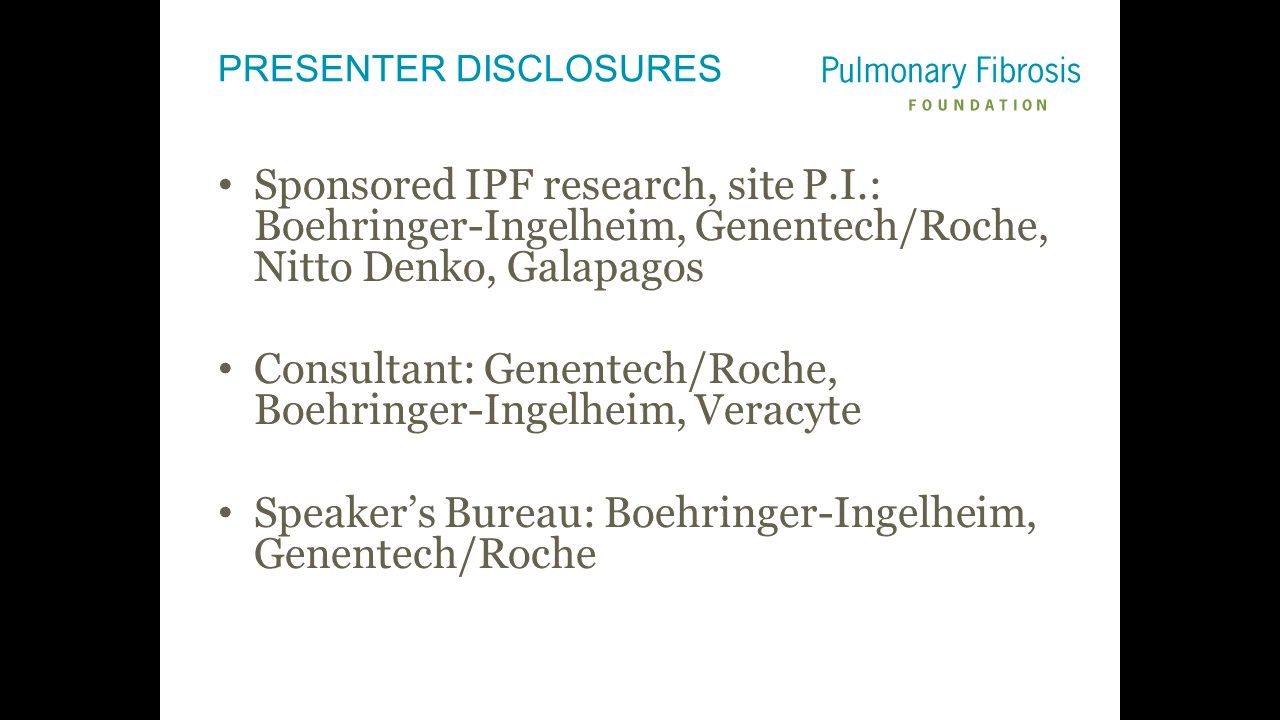 PRESENTER DISCLOSURES
Pulmonary Fibrosis
FOUNDATION
• Sponsored IPF research, site P.I.:
Boehringer-Ingelheim, Genentech/Roche,
Nitto Denko, Galapagos
• Consultant: Genentech/Roche,
Boehringer-Ingelheim, Veracyte
• Speaker’s Bureau: Boehringer-Ingelheim,
Genentech/Roche